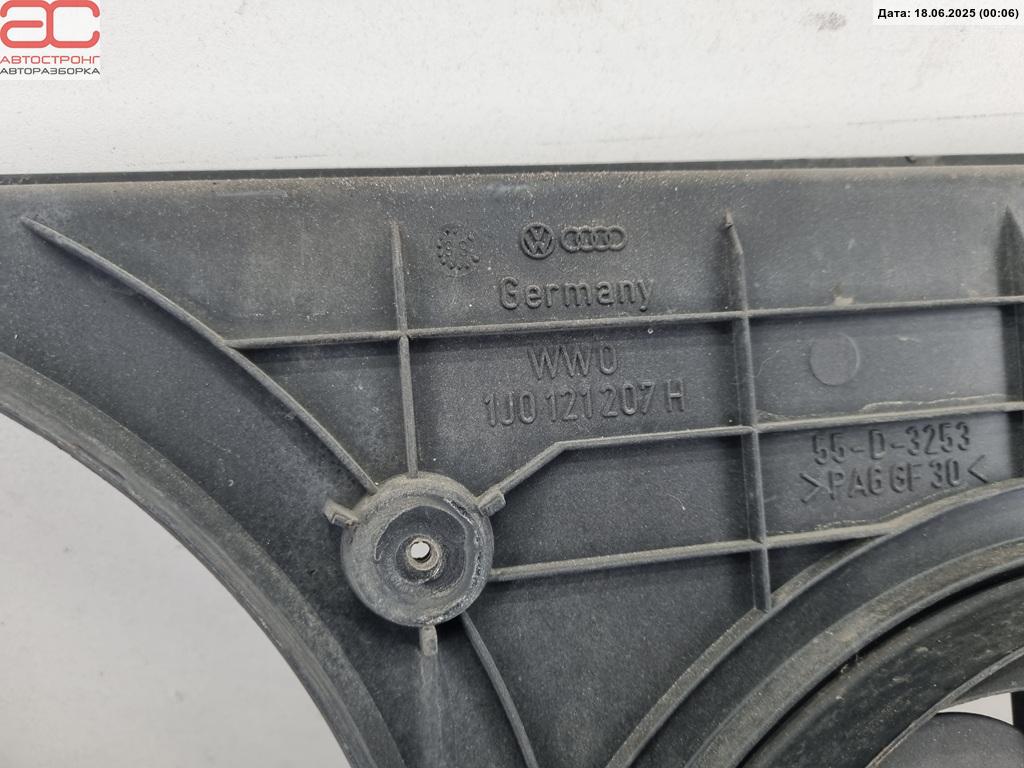 АС
АВТОСТРОНГ
АВТОРАЗБОРКА
Дата: 18.06.2025 (00:06)
Germany
WWO
1J0 121 207 H
55-D-3253
>PA6 GF 30<